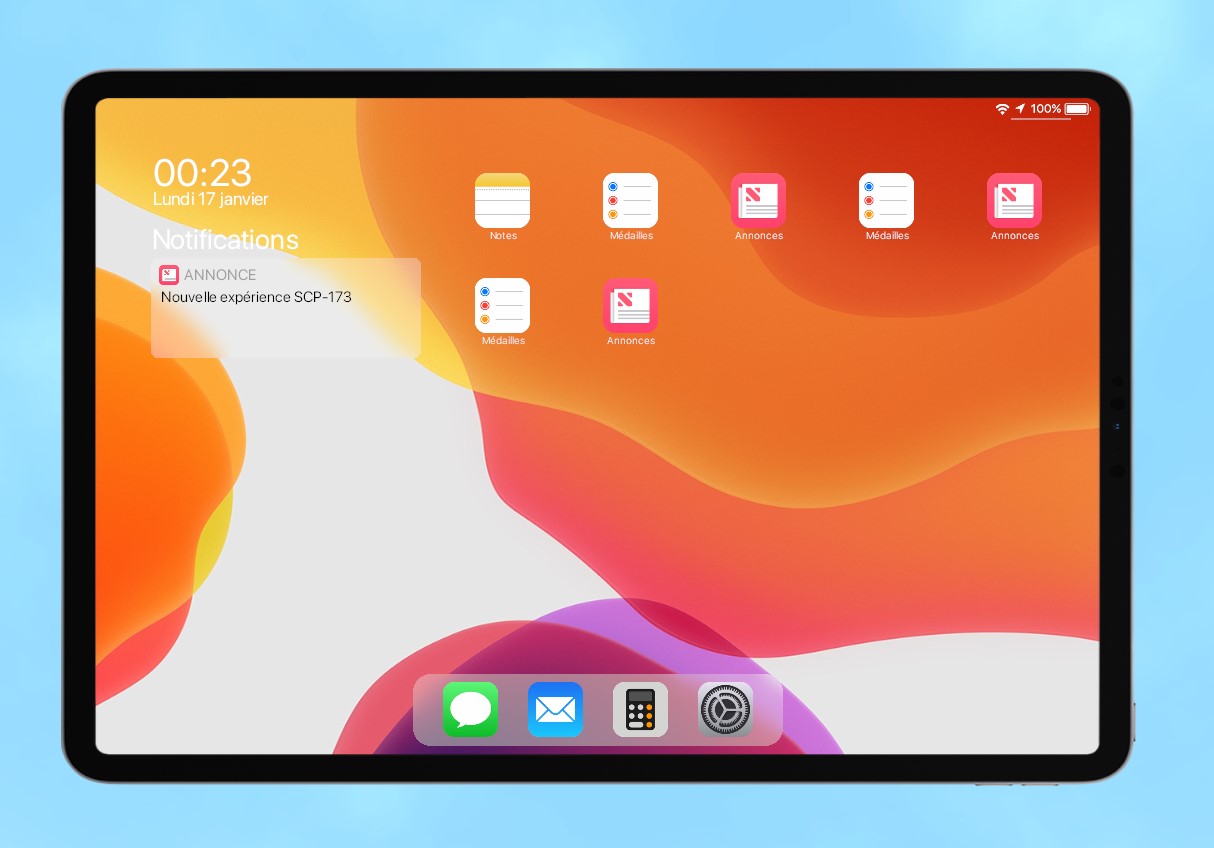 100%
00:23
Lundi 17 janvier
Notifications
ANNONCE
Nouvelle expérience SCP-173
Notes
Médailles
Annonces
Médailles
Annonces
Médailles
Annonces